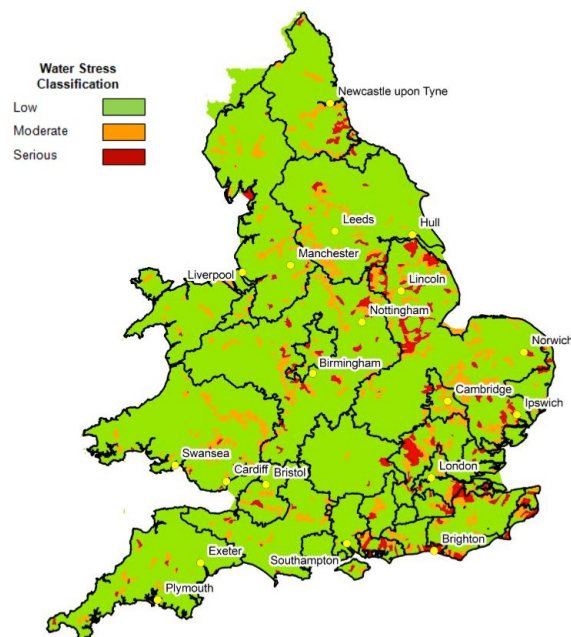 Water Stress
Classification
Low
Moderate
Serious
Newcastle upon Tyne
Leeds
Hull
Manchester
Liverpool
Lincoln
Nottingham
Norwich
Birmingham
Cambridge
Ipswich
Swansea
Cardiff
Bristol
London
Exeter
Southampton
Brighton
Plymouth